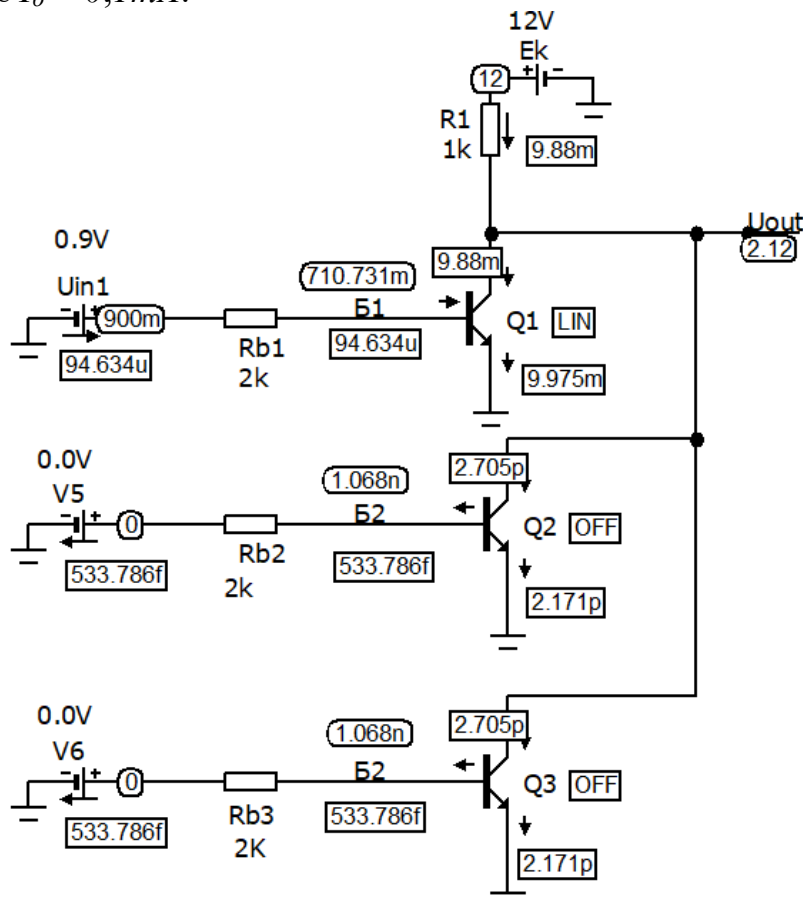 12V
Ek
12
R1
1k
9.88m
Uout
2.12
0.9V
Uin1
900m
94.634u
Rb1
2k
710.731m
Б1
94.634u
9.88m
Q1 LIN
9.975m
0.0V
V5
0
533.786f
Rb2
2k
1.068n
Б2
533.786f
2.705p
Q2 OFF
2.171p
0.0V
V6
0
533.786f
Rb3
2K
1.068n
Б2
533.786f
2.705p
Q3 OFF
2.171p